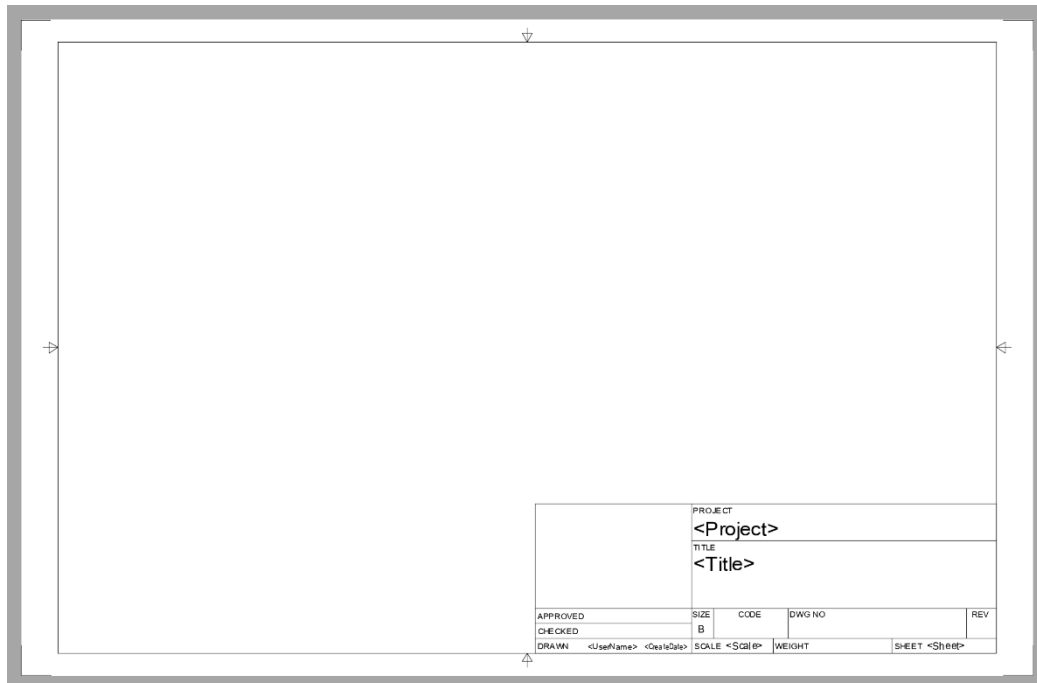 PROJECT
<Project>
TITLE
<Title>
APPROVED
CHECKED
DRAWN <UserName> <CreateDate>
SIZE CODE DWG NO REV
B
SCALE <Scale> WEIGHT SHEET <Sheet>